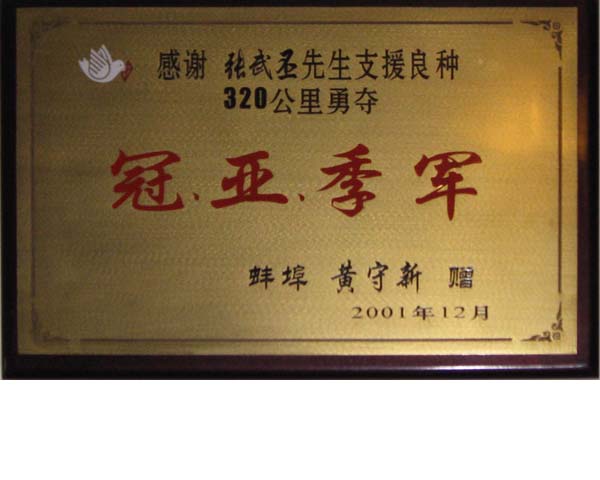 感谢 张武丞先生支援良种
320公里勇夺
冠、亚、季军
蚌埠 黄守新 赠
2001年12月